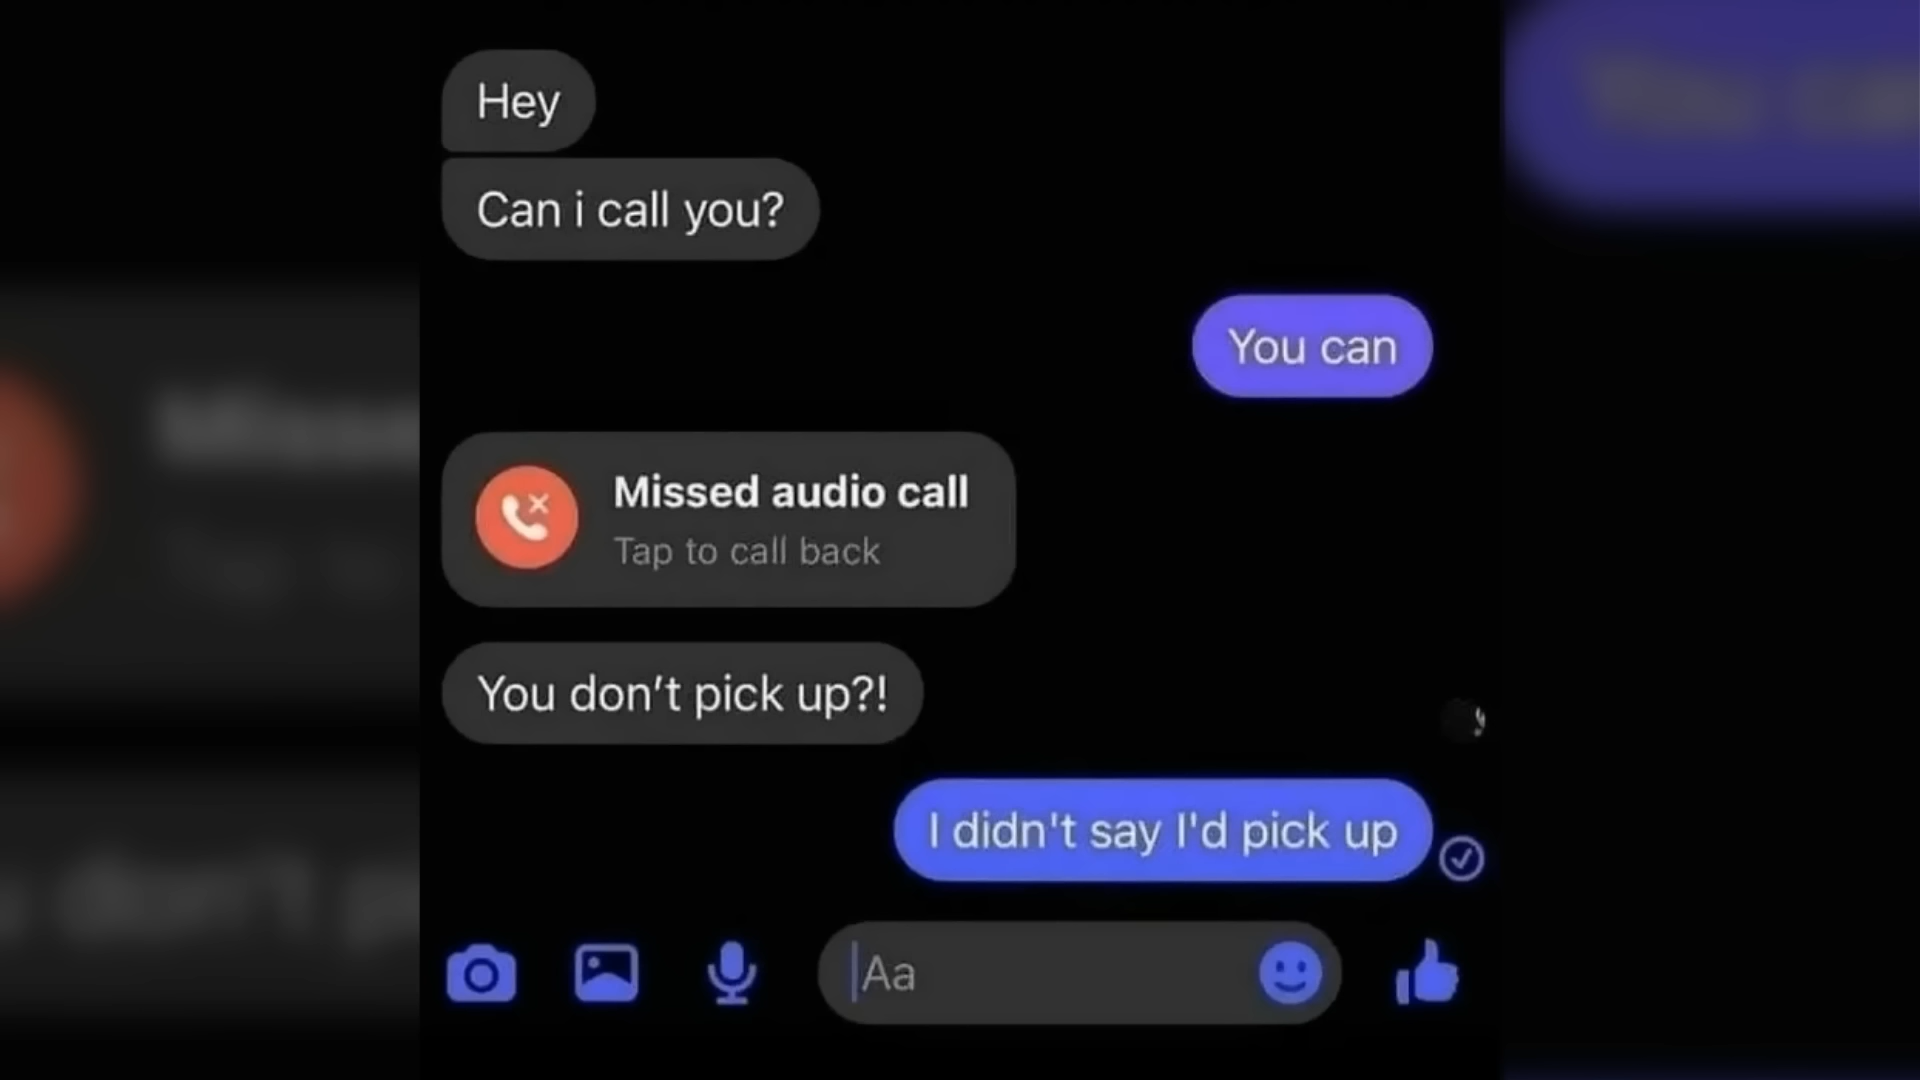 Hey
Can i call you?
You can
Missed audio call
Tap to call back
You don’t pick up?!
I didn't say I'd pick up
Aa